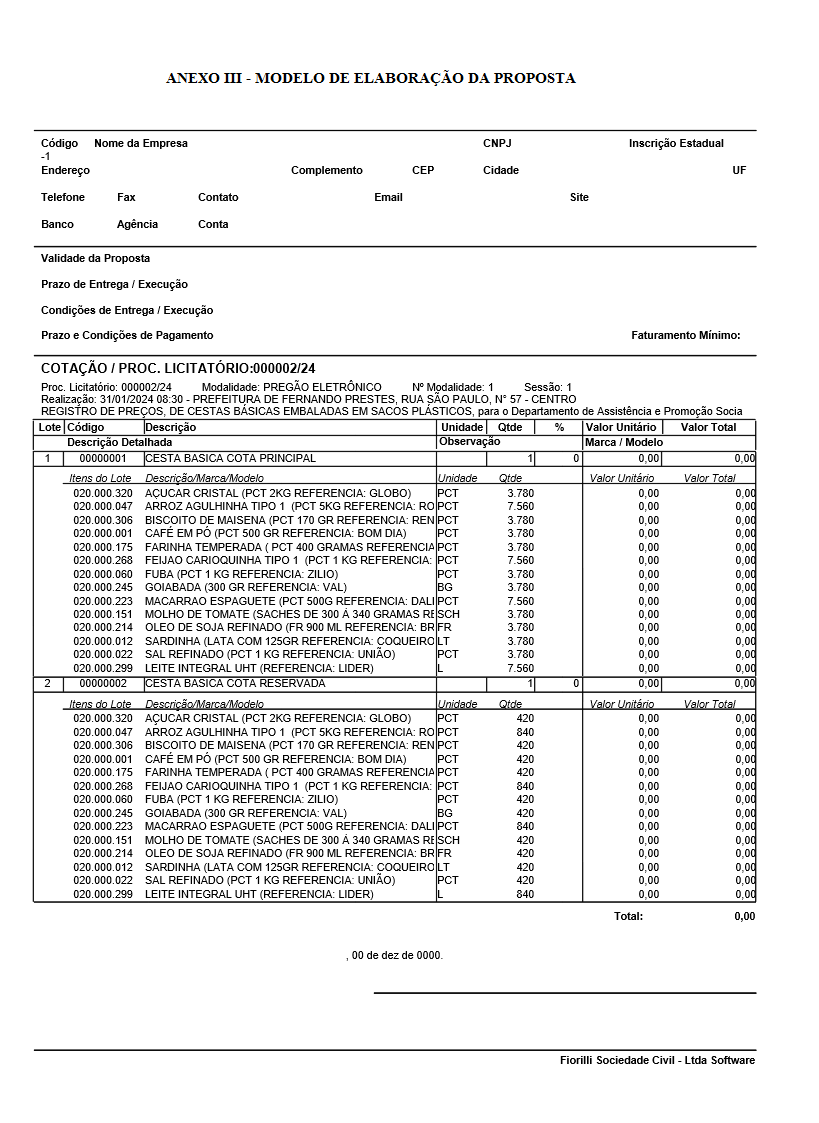 ANEXO III - MODELO DE ELABORAÇÃO DA PROPOSTA
Código Nome da Empresa CNPJ Inscrição Estadual
-1
Endereço Complemento CEP Cidade UF
Telefone Fax Contato Email Site
Banco Agência Conta
Validade da Proposta
Prazo de Entrega / Execução
Condições de Entrega / Execução
Prazo e Condições de Pagamento Faturamento Mínimo:
COTAÇÃO / PROC. LICITATÓRIO:000002/24
Proc. Licitatório: 000002/24 Modalidade: PREGÃO ELETRÔNICO Nº Modalidade: 1 Sessão: 1
Realização: 31/01/2024 08:30 - PREFEITURA DE FERNANDO PRESTES, RUA SÃO PAULO, N° 57 - CENTRO
REGISTRO DE PREÇOS, DE CESTAS BÁSICAS EMBALADAS EM SACOS PLÁSTICOS, para o Departamento de Assistência e Promoção Socia
Lote Código Descrição Unidade Qtde % Valor Unitário Valor Total
Descrição Detalhada Observação Marca / Modelo
1 00000001 CESTA BASICA COTA PRINCIPAL 1 0 0,00 0,00
Itens do Lote Descrição/Marca/Modelo Unidade Qtde Valor Unitário Valor Total
020.000.320 AÇUCAR CRISTAL (PCT 2KG REFERENCIA: GLOBO) PCT 3.780 0,00 0,00
020.000.047 ARROZ AGULHINHA TIPO 1 (PCT 5KG REFERENCIA: RO PCT 7.560 0,00 0,00
020.000.306 BISCOITO DE MAISENA (PCT 170 GR REFERENCIA: REN PCT 3.780 0,00 0,00
020.000.001 CAFÉ EM PÓ (PCT 500 GR REFERENCIA: BOM DIA) PCT 3.780 0,00 0,00
020.000.175 FARINHA TEMPERADA ( PCT 400 GRAMAS REFERENCIA PCT 3.780 0,00 0,00
020.000.268 FEIJAO CARIOQUINHA TIPO 1 (PCT 1 KG REFERENCIA: PCT 7.560 0,00 0,00
020.000.060 FUBA (PCT 1 KG REFERENCIA: ZILIO) PCT 3.780 0,00 0,00
020.000.245 GOIABADA (300 GR REFERENCIA: VAL) BG 3.780 0,00 0,00
020.000.223 MACARRAO ESPAGUETE (PCT 500G REFERENCIA: DALI PCT 7.560 0,00 0,00
020.000.151 MOLHO DE TOMATE (SACHES DE 300 Á 340 GRAMAS RE SCH 3.780 0,00 0,00
020.000.214 OLEO DE SOJA REFINADO (FR 900 ML REFERENCIA: BR FR 3.780 0,00 0,00
020.000.012 SARDINHA (LATA COM 125GR REFERENCIA: COQUEIRO LT 3.780 0,00 0,00
020.000.022 SAL REFINADO (PCT 1 KG REFERENCIA: UNIÃO) PCT 3.780 0,00 0,00
020.000.299 LEITE INTEGRAL UHT (REFERENCIA: LIDER) L 7.560 0,00 0,00
2 00000002 CESTA BASICA COTA RESERVADA 1 0 0,00 0,00
Itens do Lote Descrição/Marca/Modelo Unidade Qtde Valor Unitário Valor Total
020.000.320 AÇUCAR CRISTAL (PCT 2KG REFERENCIA: GLOBO) PCT 420 0,00 0,00
020.000.047 ARROZ AGULHINHA TIPO 1 (PCT 5KG REFERENCIA: RO PCT 840 0,00 0,00
020.000.306 BISCOITO DE MAISENA (PCT 170 GR REFERENCIA: REN PCT 420 0,00 0,00
020.000.001 CAFÉ EM PÓ (PCT 500 GR REFERENCIA: BOM DIA) PCT 420 0,00 0,00
020.000.175 FARINHA TEMPERADA ( PCT 400 GRAMAS REFERENCIA PCT 420 0,00 0,00
020.000.268 FEIJAO CARIOQUINHA TIPO 1 (PCT 1 KG REFERENCIA: PCT 840 0,00 0,00
020.000.060 FUBA (PCT 1 KG REFERENCIA: ZILIO) PCT 420 0,00 0,00
020.000.245 GOIABADA (300 GR REFERENCIA: VAL) BG 420 0,00 0,00
020.000.223 MACARRAO ESPAGUETE (PCT 500G REFERENCIA: DALI PCT 840 0,00 0,00
020.000.151 MOLHO DE TOMATE (SACHES DE 300 Á 340 GRAMAS RE SCH 420 0,00 0,00
020.000.214 OLEO DE SOJA REFINADO (FR 900 ML REFERENCIA: BR FR 420 0,00 0,00
020.000.012 SARDINHA (LATA COM 125GR REFERENCIA: COQUEIRO LT 420 0,00 0,00
020.000.022 SAL REFINADO (PCT 1 KG REFERENCIA: UNIÃO) PCT 420 0,00 0,00
020.000.299 LEITE INTEGRAL UHT (REFERENCIA: LIDER) L 840 0,00 0,00
Total: 0,00
, 00 de dez de 0000.
Fiorilli Sociedade Civil - Ltda Software